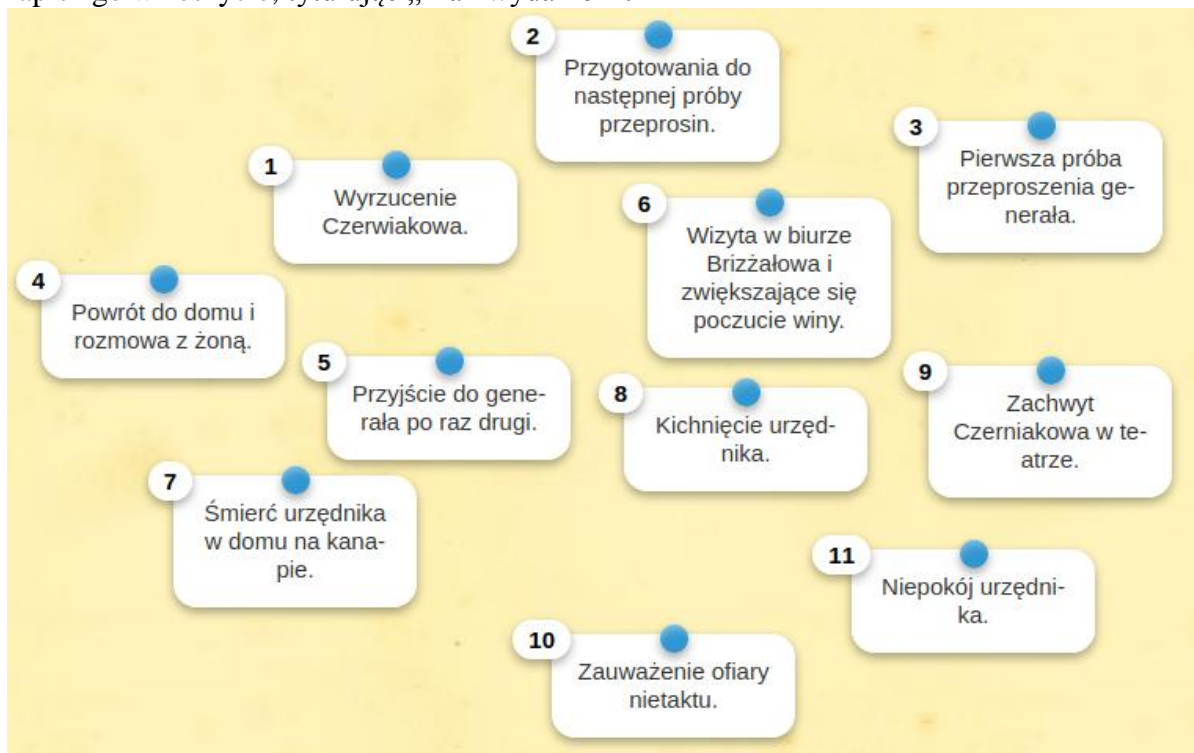 2
Przygotowania do
następnej próby
przeprosin.
3
Pierwsza próba
przeproszenia ge-
nerała.
1
Wyrzucenie
Czerwiakowa.
6
Wizyta w biurze
Brizżałowa i
zwiększające się
poczucie winy.
4
Powrót do domu i
rozmowa z żoną.
5
Przyjście do gene-
rała po raz drugi.
8
Kichnięcie urzęd-
nika.
9
Zachwyt
Czerniakowa w te-
atrze.
7
Śmierć urzędnika
w domu na kana-
pie.
11
Niepokój urzędni-
ka.
10
Zauważenie ofiary
nietaktu.